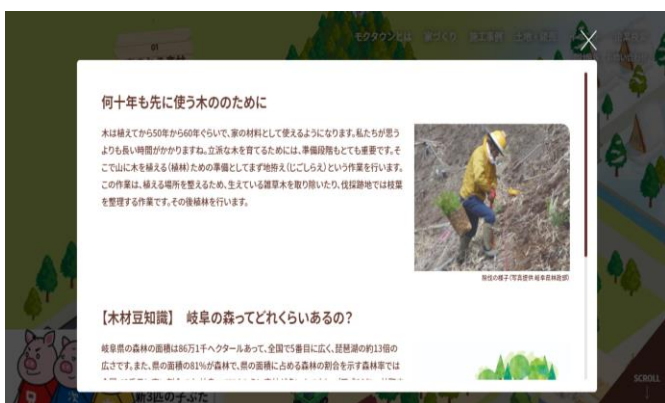 モクタウンとは 家づくり 施工事例
01
何十年も先に使う木ののために
木は植えてから50年から60年ぐらいで、家の材料として使えるようになります。私たちが思う
よりも長い時間がかかりますね。立派な木を育てるためには、準備段階もとても重要です。そ
こで山に木を植える（植林）ための準備としてまず地拵え（じごしらえ）という作業を行います。
この作業は、植える場所を整えるため、生えている雑草木を取り除いたり、伐採跡地では枝葉
を整理する作業です。その後植林を行います。
【木材豆知識】 岐阜の森ってどれくらいあるの？
岐阜県の森林の面積は86万1千ヘクタールあって、全国で5番目に広く、琵琶湖の約13倍の
広さです。また、県の面積の81％が森林で、県の面積に占める森林の割合を示す森林率では
新3匹の子ぶた
SCROLL